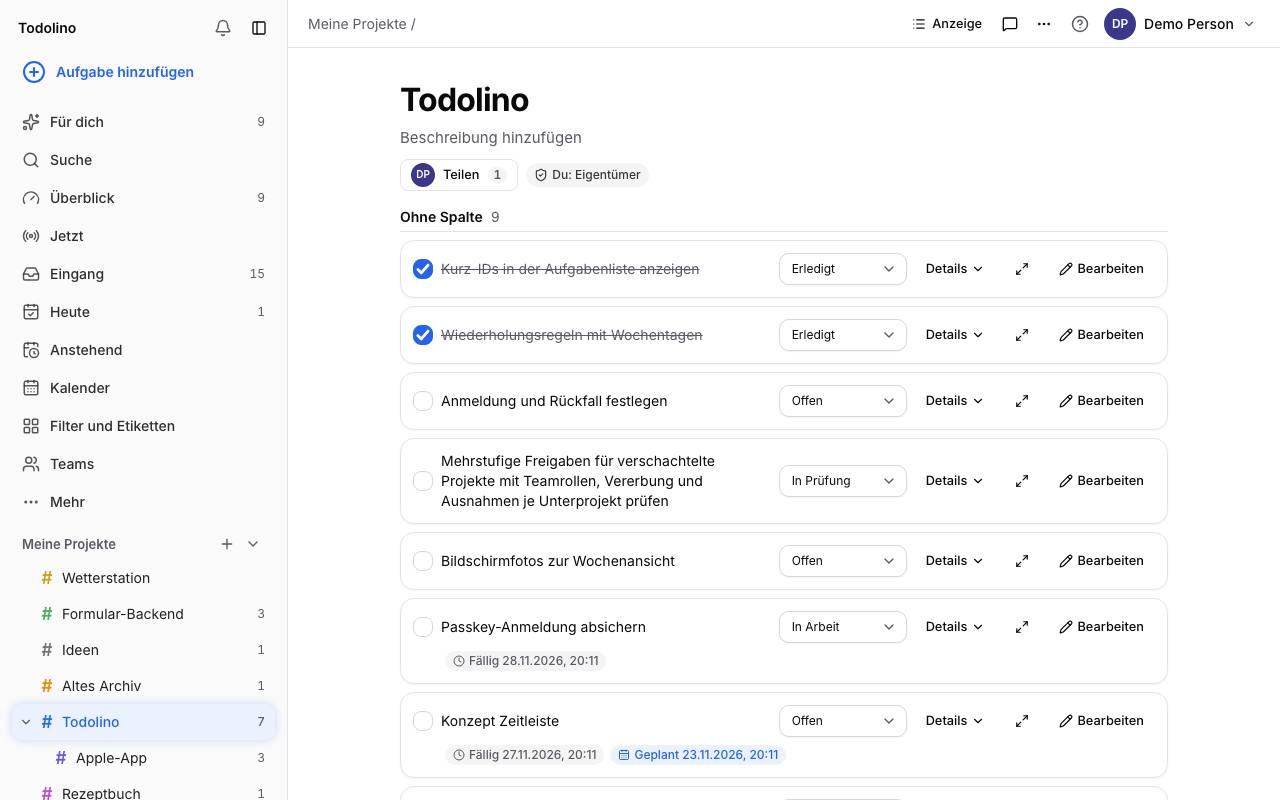 Todolino
Aufgabe hinzufügen
Für dich 9
Suche
Überblick 9
Jetzt
Eingang 15
Heute 1
Anstehend
Kalender
Filter und Etiketten
Teams
Mehr
Meine Projekte
# Wetterstation
# Formular-Backend 3
# Ideen 1
# Altes Archiv 1
# Todolino 7
# Apple-App 3
# Rezeptbuch 1
Meine Projekte /
Anzeige
DP Demo Person
Todolino
Beschreibung hinzufügen
DP Teilen 1 Du: Eigentümer
Ohne Spalte 9
Kurz-IDs in der Aufgabenliste anzeigen Erledigt Details Bearbeiten
Wiederholungsregeln mit Wochentagen Erledigt Details Bearbeiten
Anmeldung und Rückfall festlegen Offen Details Bearbeiten
Mehrstufige Freigaben für verschachtelte
Projekte mit Teamrollen, Vererbung und
Ausnahmen je Unterprojekt prüfen
In Prüfung Details Bearbeiten
Bildschirmfotos zur Wochenansicht Offen Details Bearbeiten
Passkey-Anmeldung absichern In Arbeit Details Bearbeiten
Fällig 28.11.2026, 20:11
Konzept Zeitleiste Offen Details Bearbeiten
Fällig 27.11.2026, 20:11 Geplant 23.11.2026, 20:11